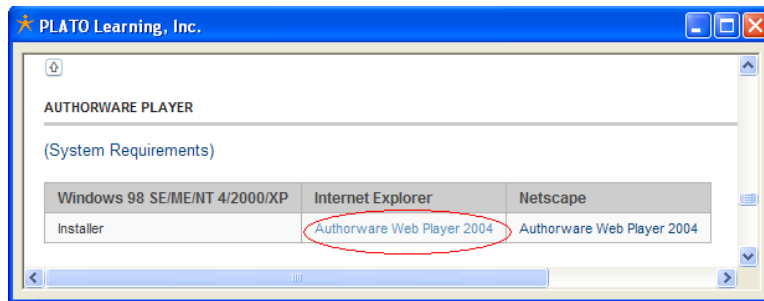 PLATO Learning, Inc.
AUTHORWARE PLAYER
(System Requirements)
Windows 98 SE/ME/NT 4/2000/XP Internet Explorer Netscape
Installer Authorware Web Player 2004 Authorware Web Player 2004